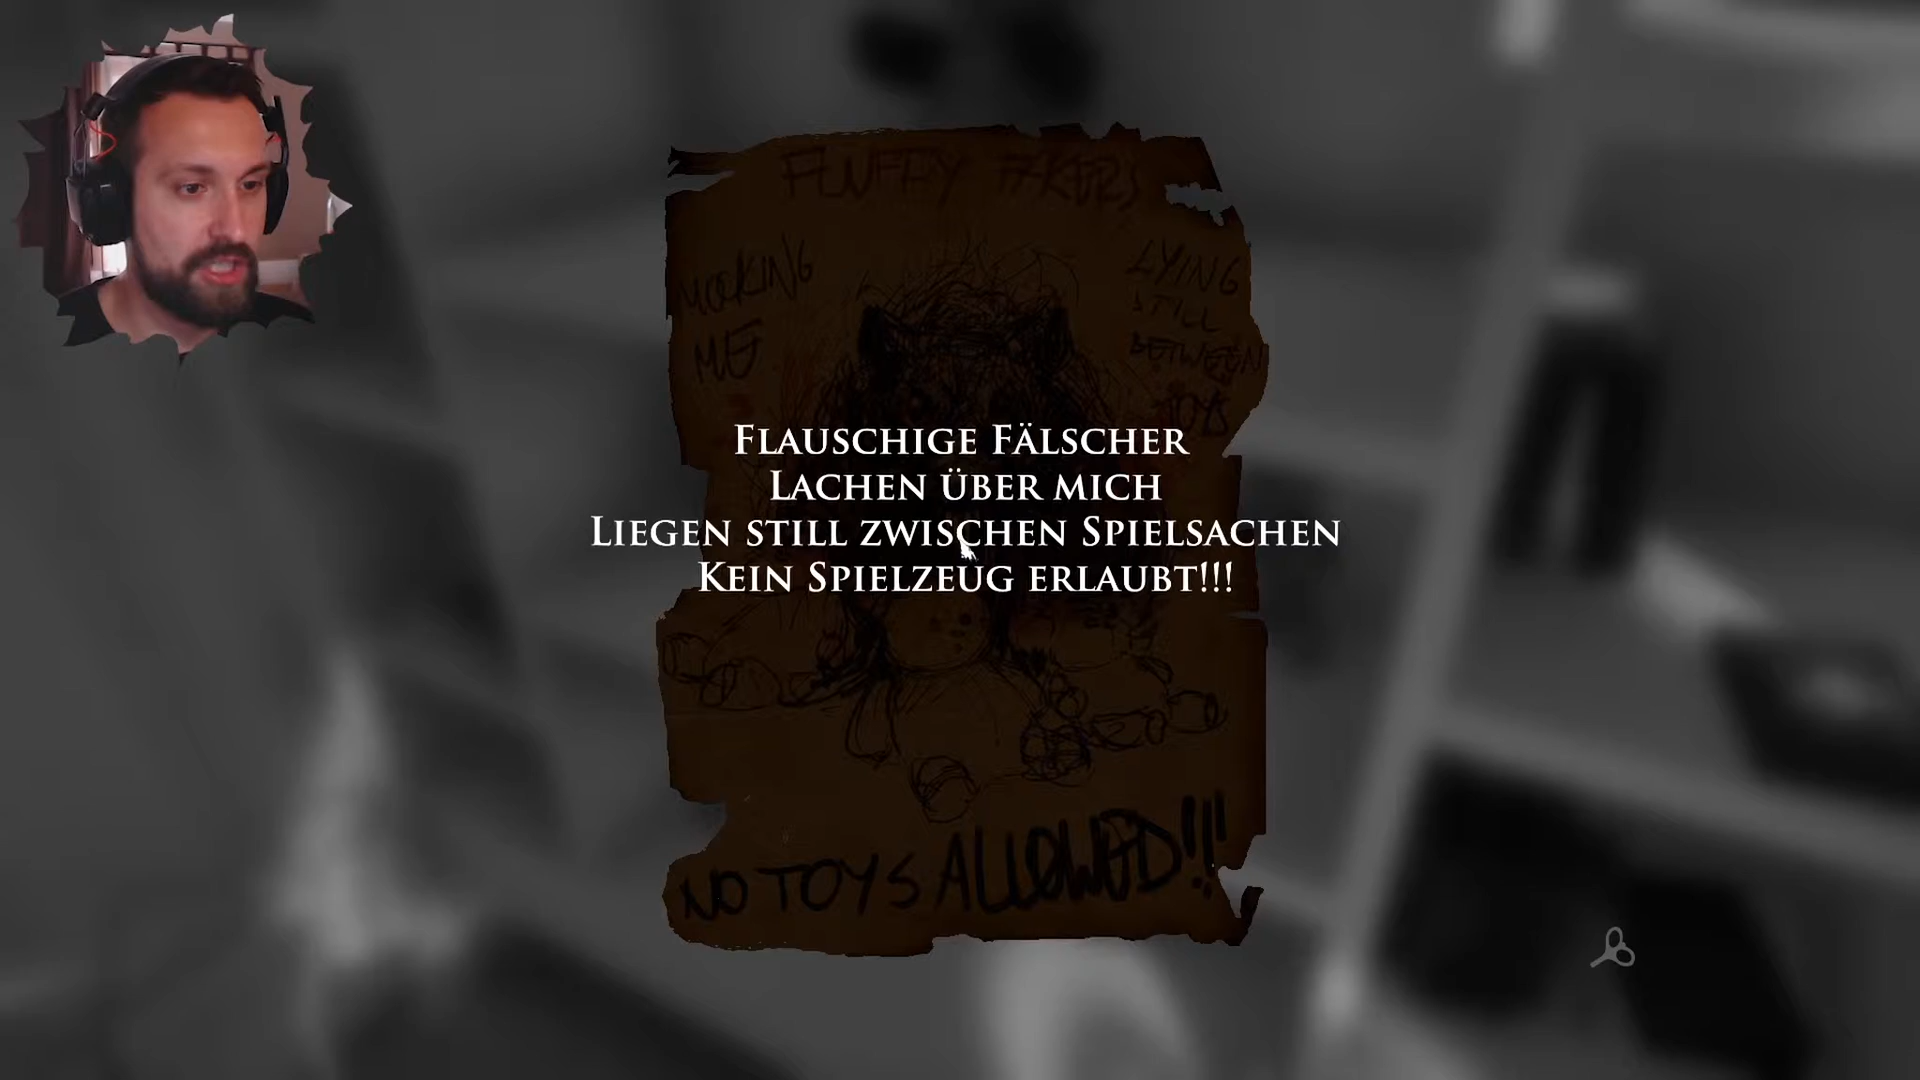 FLUFFY F*KERS
MOCKING
ME
LYING
STILL
BETWEEN
TOYS
FLAUSCHIGE FÄLSCHER
LACHEN ÜBER MICH
LIEGEN STILL ZWISCHEN SPIELSACHEN
KEIN SPIELZEUG ERLAUBT!!!
NO TOYS ALLOWED!!!